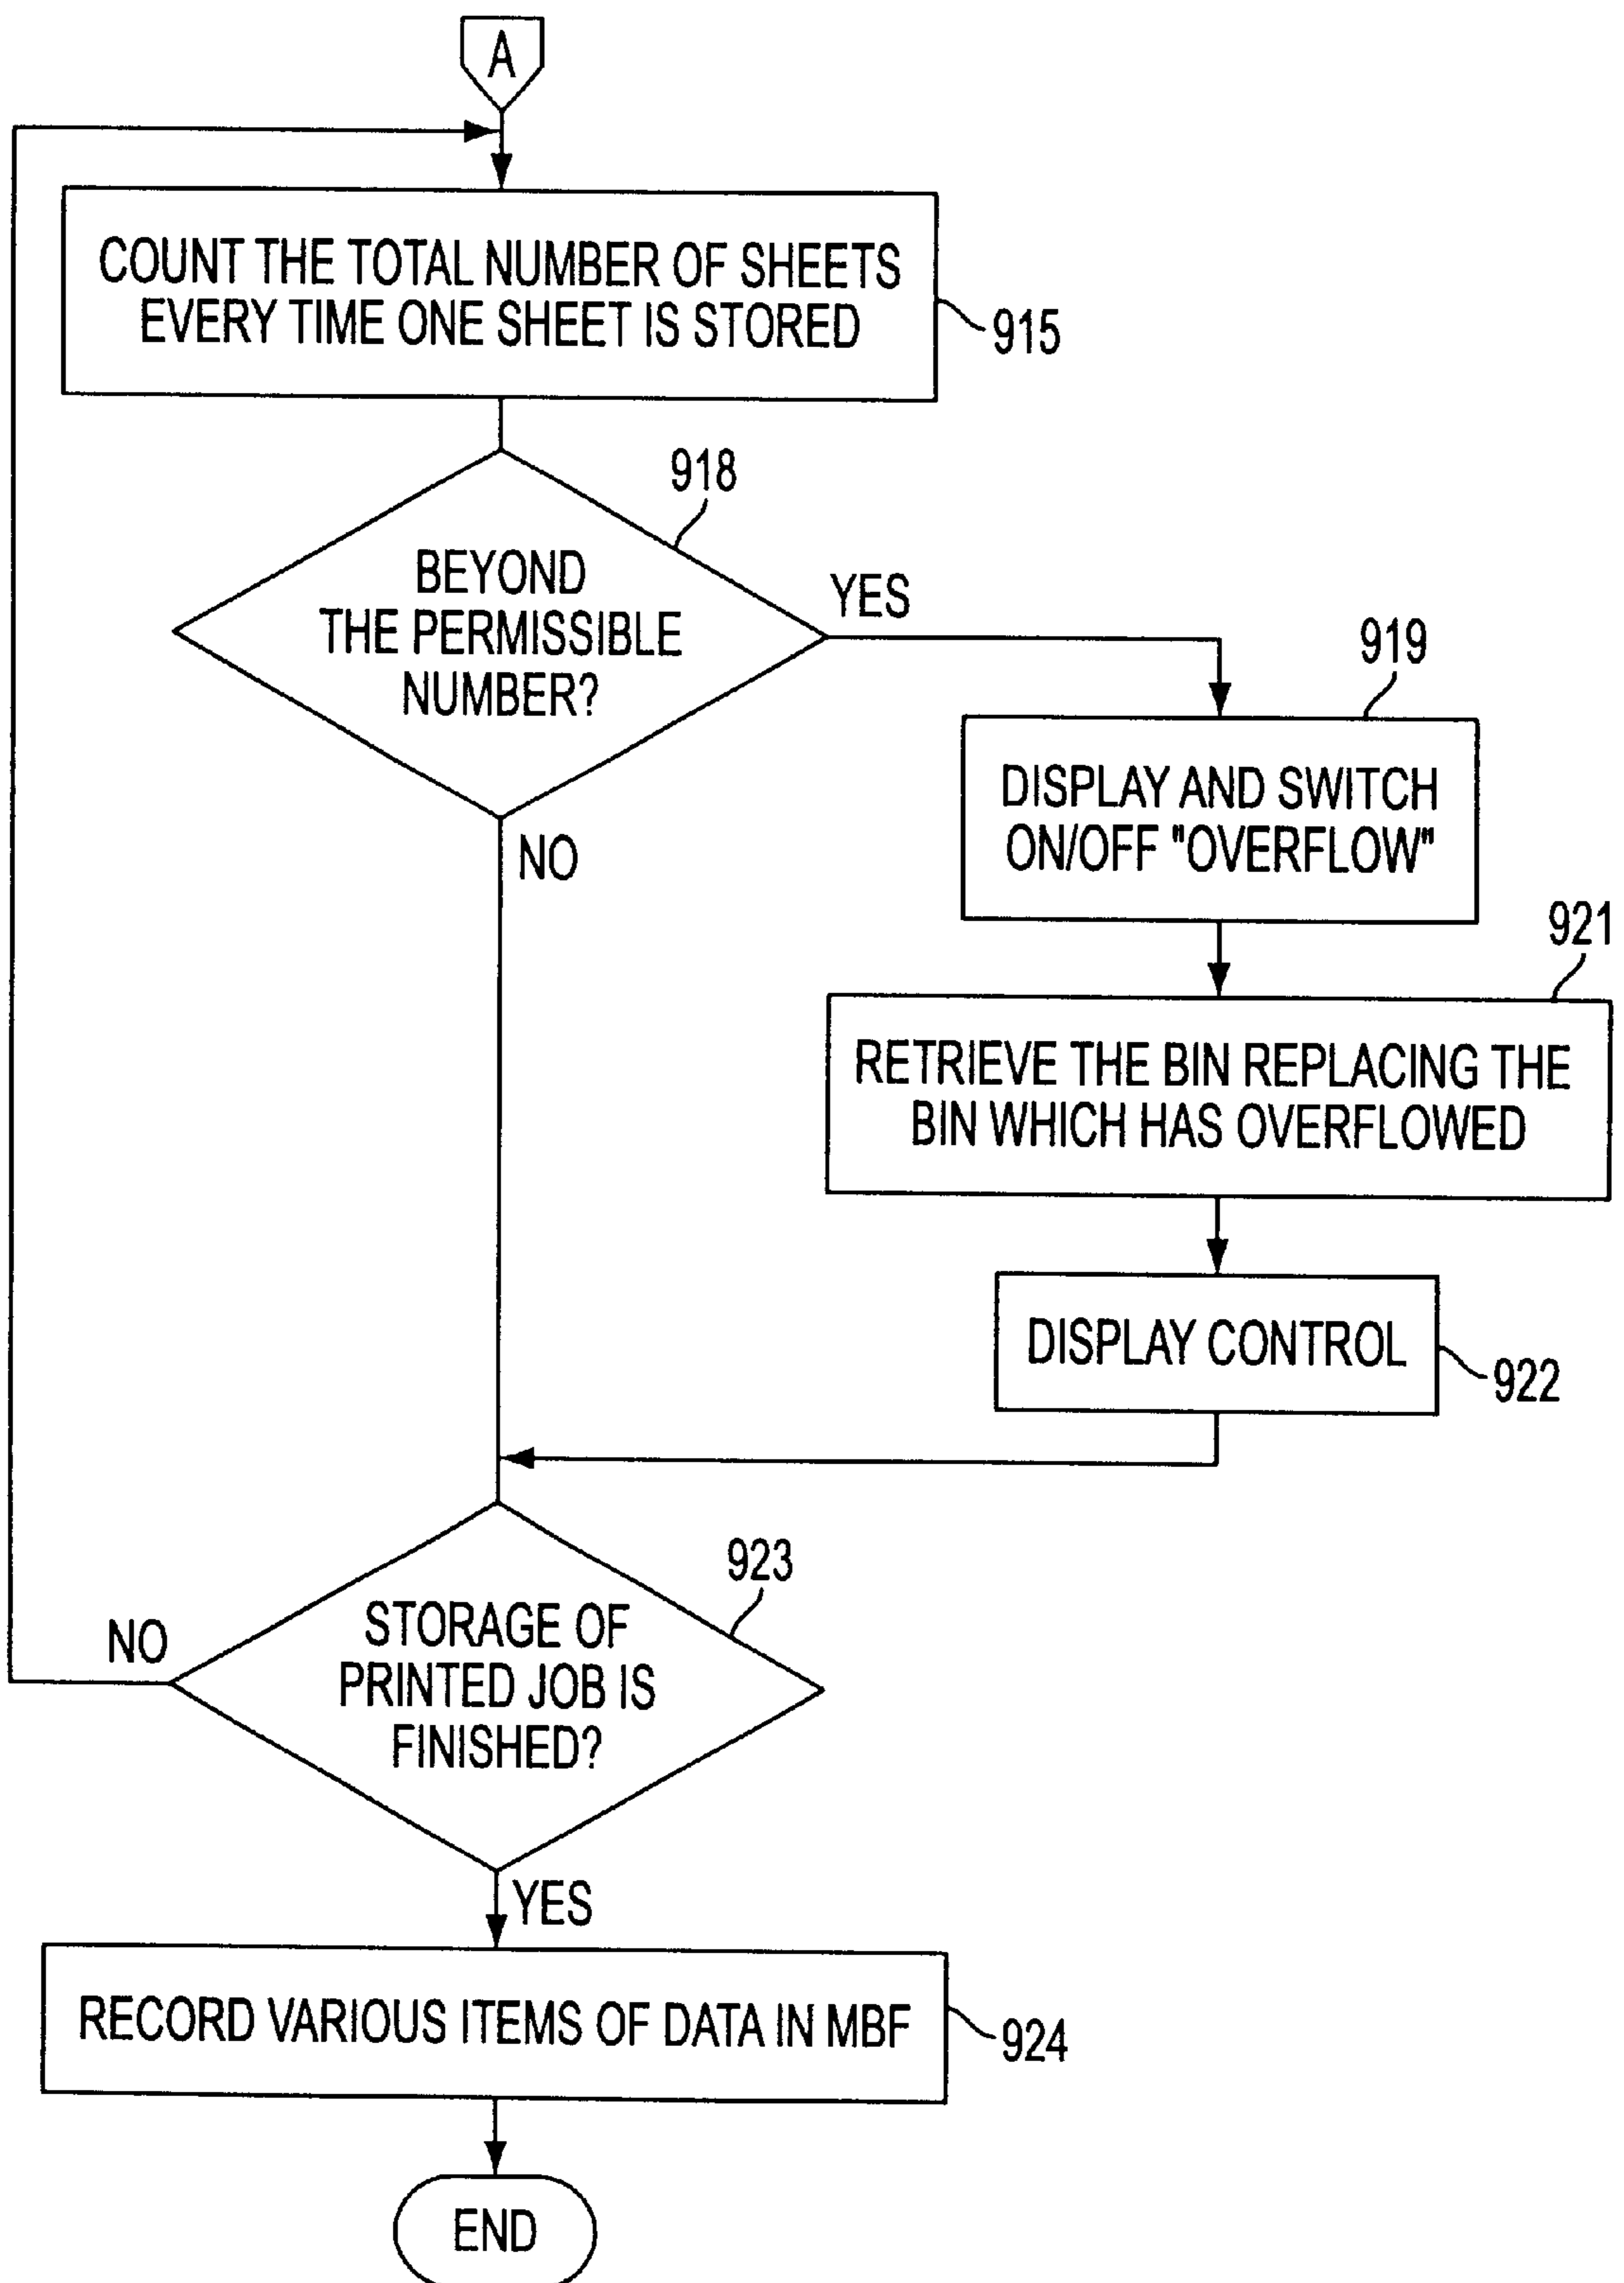 A
COUNT THE TOTAL NUMBER OF SHEETS
EVERY TIME ONE SHEET IS STORED
915
918
BEYOND
THE PERMISSIBLE
NUMBER?
YES
NO
919
DISPLAY AND SWITCH
ON/OFF "OVERFLOW"
921
RETRIEVE THE BIN REPLACING THE
BIN WHICH HAS OVERFLOWED
DISPLAY CONTROL
922
923
STORAGE OF
PRINTED JOB IS
FINISHED?
NO
YES
RECORD VARIOUS ITEMS OF DATA IN MBF
924
END